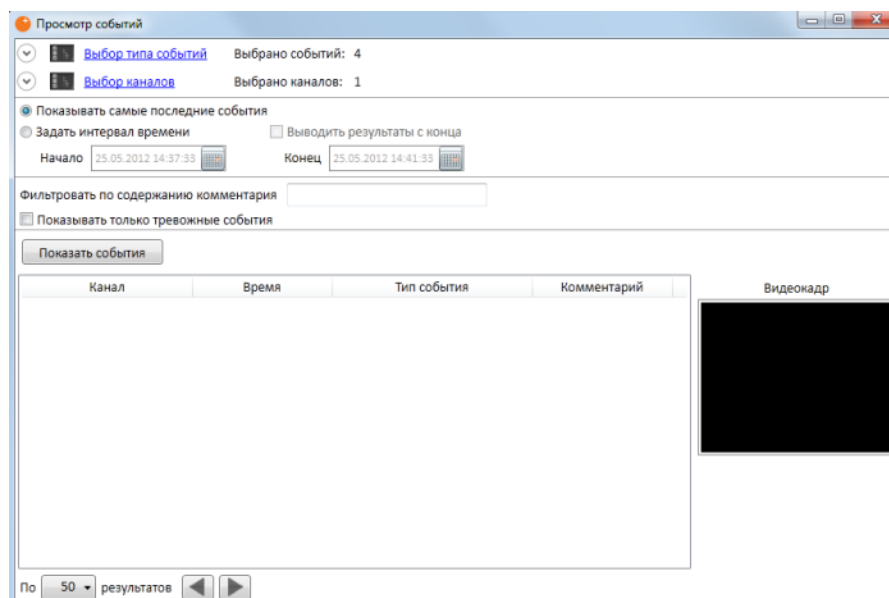 Просмотр событий
Выбор типа событий Выбрано событий: 4
Выбор каналов Выбрано каналов: 1
Показывать самые последние события
Задать интервал времени Выводить результаты с конца
Начало 25.05.2012 14:37:33 Конец 25.05.2012 14:41:33
Фильтровать по содержанию комментария
Показывать только тревожные события
Показать события
Канал Время Тип события Комментарий Видеокадр
По 50 результатов